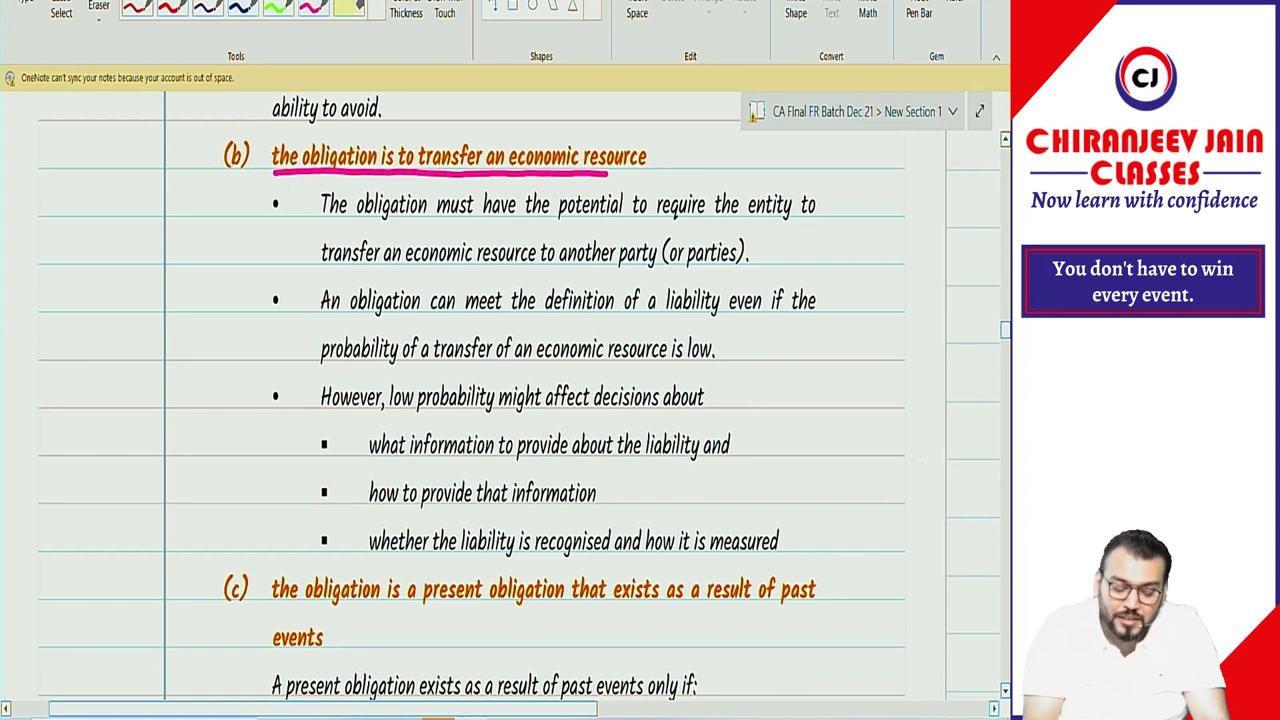 Select
Eraser
Thickness
Touch
Space
Shape
Text
Math
Pen Bar
Tools
Shapes
Edit
Convert
Gem
OneNote can't sync your notes because your account is out of space.
CA FInal FR Batch Dec 21 > New Section 1
ability to avoid.
(b) the obligation is to transfer an economic resource
• The obligation must have the potential to require the entity to
transfer an economic resource to another party (or parties).
• An obligation can meet the definition of a liability even if the
probability of a transfer of an economic resource is low.
• However, low probability might affect decisions about
▪ what information to provide about the liability and
▪ how to provide that information
▪ whether the liability is recognised and how it is measured
(c) the obligation is a present obligation that exists as a result of past
events
A present obligation exists as a result of past events only if:
CJ
CHIRANJEEV JAIN
CLASSES
Now learn with confidence
You don't have to win
every event.